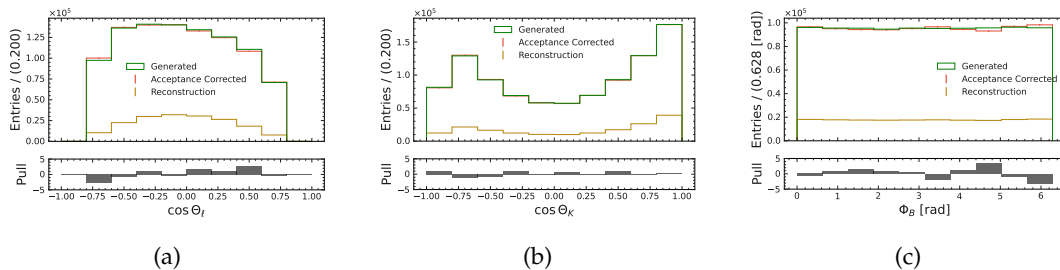 ×10⁵
Entries / (0.200)
1.25
1.00
0.75
0.50
0.25
0.00
Generated
Acceptance Corrected
Reconstruction
Pull
5
0
−5
−1.00 −0.75 −0.50 −0.25 0.00 0.25 0.50 0.75 1.00
cos Θℓ
(a)
×10⁵
Entries / (0.200)
1.5
1.0
0.5
0.0
Generated
Acceptance Corrected
Reconstruction
Pull
5
0
−5
−1.00 −0.75 −0.50 −0.25 0.00 0.25 0.50 0.75 1.00
cos Θ_K
(b)
×10⁵
Entries / (0.628 [rad])
1.0
0.8
0.6
0.4
0.2
0.0
Generated
Acceptance Corrected
Reconstruction
Pull
5
0
−5
0 1 2 3 4 5 6
Φ_B [rad]
(c)